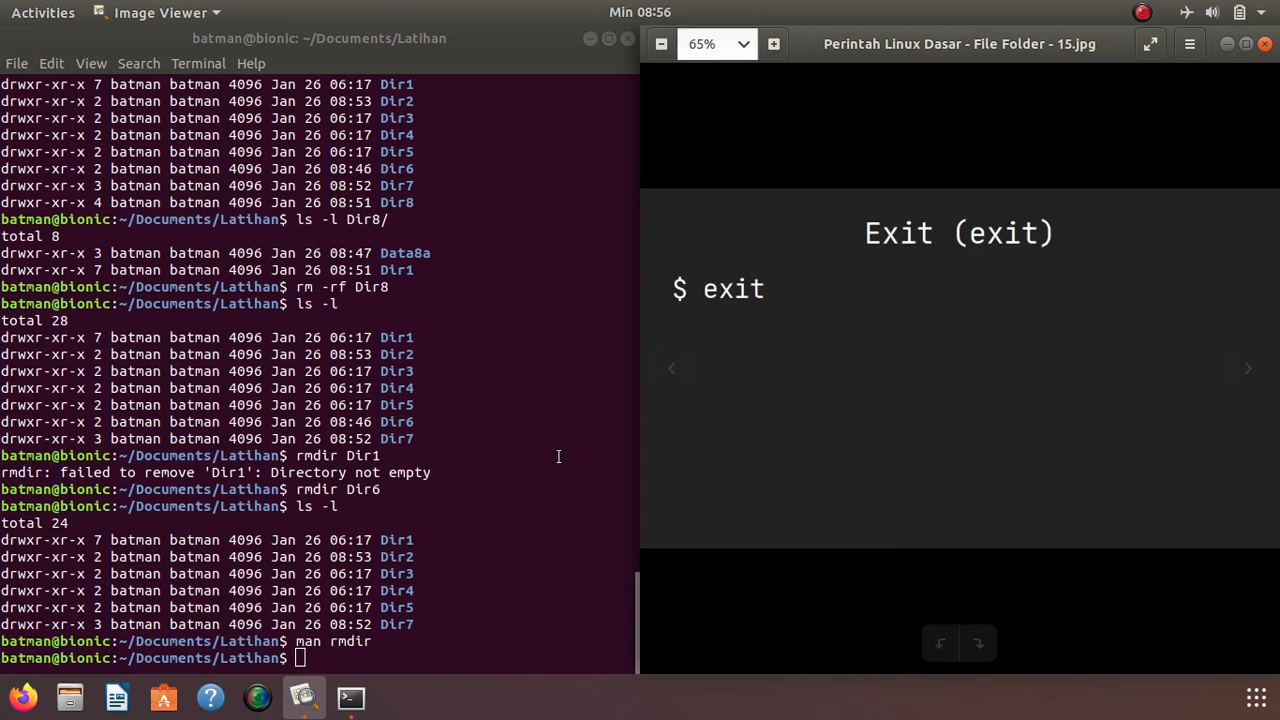 Activities Image Viewer Min 08:56
batman@bionic: ~/Documents/Latihan
File Edit View Search Terminal Help
drwxr-xr-x 7 batman batman 4096 Jan 26 06:17 Dir1
drwxr-xr-x 2 batman batman 4096 Jan 26 08:53 Dir2
drwxr-xr-x 2 batman batman 4096 Jan 26 06:17 Dir3
drwxr-xr-x 2 batman batman 4096 Jan 26 06:17 Dir4
drwxr-xr-x 2 batman batman 4096 Jan 26 06:17 Dir5
drwxr-xr-x 2 batman batman 4096 Jan 26 08:46 Dir6
drwxr-xr-x 3 batman batman 4096 Jan 26 08:52 Dir7
drwxr-xr-x 4 batman batman 4096 Jan 26 08:51 Dir8
batman@bionic:~/Documents/Latihan$ ls -l Dir8/
total 8
drwxr-xr-x 3 batman batman 4096 Jan 26 08:47 Data8a
drwxr-xr-x 7 batman batman 4096 Jan 26 08:51 Dir1
batman@bionic:~/Documents/Latihan$ rm -rf Dir8
batman@bionic:~/Documents/Latihan$ ls -l
total 28
drwxr-xr-x 7 batman batman 4096 Jan 26 06:17 Dir1
drwxr-xr-x 2 batman batman 4096 Jan 26 08:53 Dir2
drwxr-xr-x 2 batman batman 4096 Jan 26 06:17 Dir3
drwxr-xr-x 2 batman batman 4096 Jan 26 06:17 Dir4
drwxr-xr-x 2 batman batman 4096 Jan 26 06:17 Dir5
drwxr-xr-x 2 batman batman 4096 Jan 26 08:46 Dir6
drwxr-xr-x 3 batman batman 4096 Jan 26 08:52 Dir7
batman@bionic:~/Documents/Latihan$ rmdir Dir1
rmdir: failed to remove 'Dir1': Directory not empty
batman@bionic:~/Documents/Latihan$ rmdir Dir6
batman@bionic:~/Documents/Latihan$ ls -l
total 24
drwxr-xr-x 7 batman batman 4096 Jan 26 06:17 Dir1
drwxr-xr-x 2 batman batman 4096 Jan 26 08:53 Dir2
drwxr-xr-x 2 batman batman 4096 Jan 26 06:17 Dir3
drwxr-xr-x 2 batman batman 4096 Jan 26 06:17 Dir4
drwxr-xr-x 2 batman batman 4096 Jan 26 06:17 Dir5
drwxr-xr-x 3 batman batman 4096 Jan 26 08:52 Dir7
batman@bionic:~/Documents/Latihan$ man rmdir
batman@bionic:~/Documents/Latihan$
65% Perintah Linux Dasar - File Folder - 15.jpg
Exit (exit)
$ exit